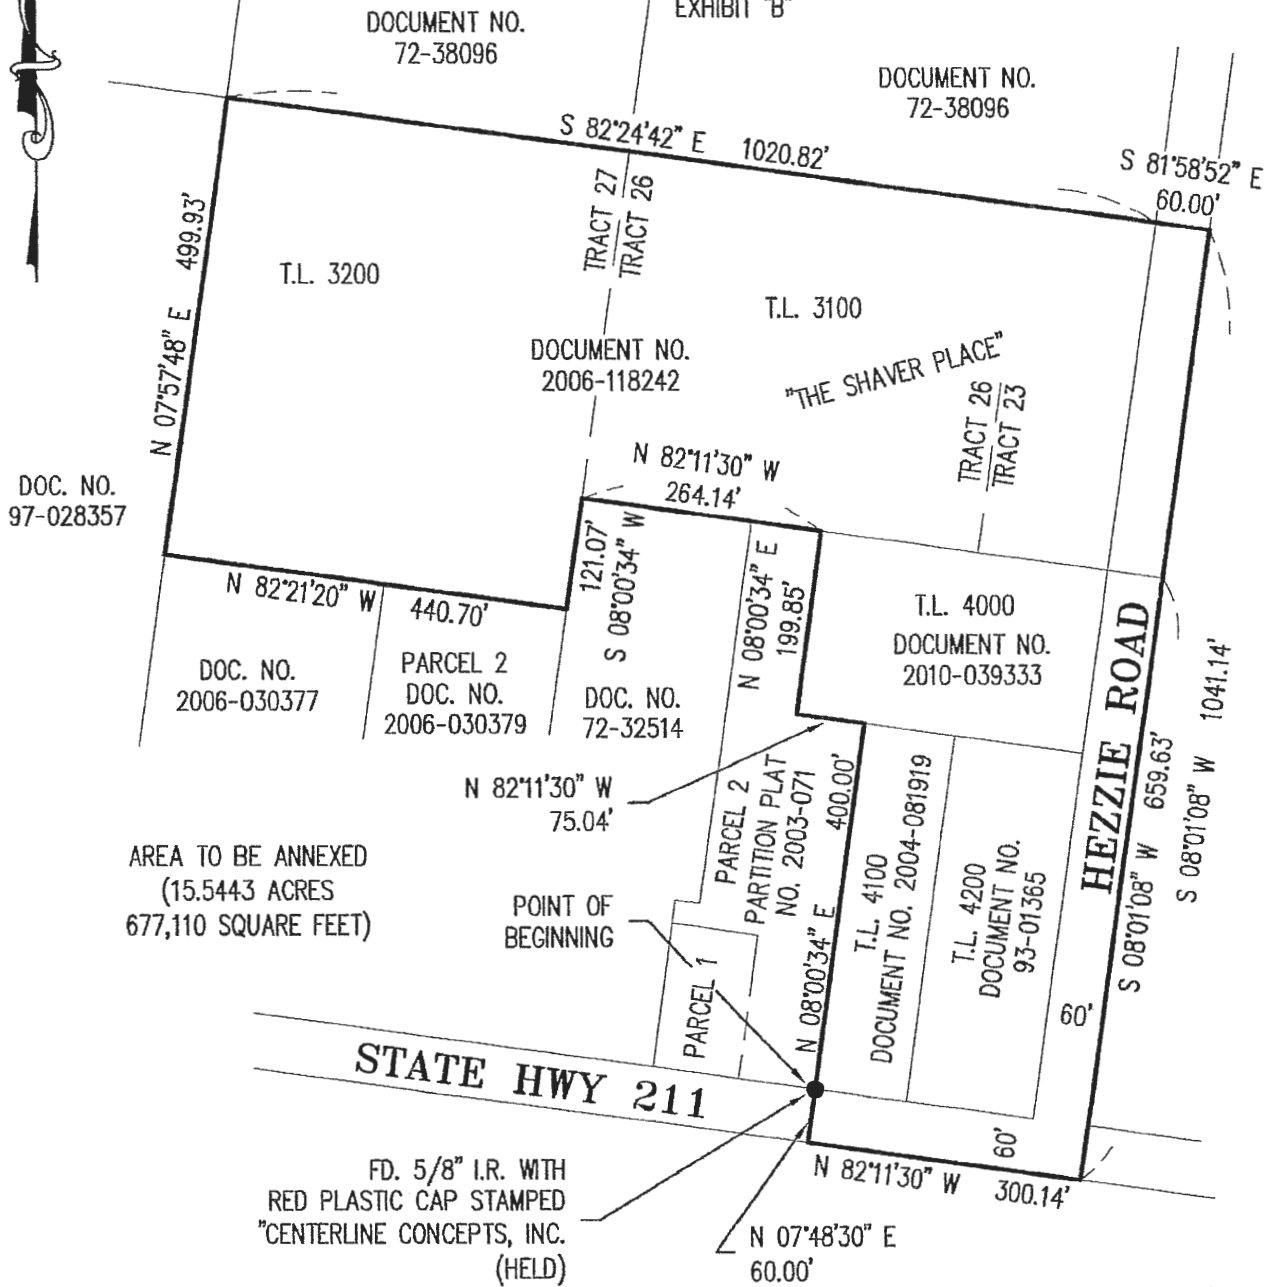 EXHIBIT "B"
DOCUMENT NO.
72-38096
DOCUMENT NO.
72-38096
S 82°24'42" E 1020.82'
S 81°58'52" E
60.00'
N 07°57'48" E 499.93'
T.L. 3200
TRACT 27
TRACT 26
T.L. 3100
DOCUMENT NO.
2006-118242
"THE SHAVER PLACE"
TRACT 26
TRACT 23
N 82°11'30" W
264.14'
DOC. NO.
97-028357
121.07'
S 08°00'34" W
N 08°00'34" E
199.85'
N 82°21'20" W 440.70'
T.L. 4000
DOCUMENT NO.
2010-039333
DOC. NO.
2006-030377
PARCEL 2
DOC. NO.
2006-030379
DOC. NO.
72-32514
HEZZIE ROAD
S 08°01'08" W 659.63'
S 08°01'08" W 1041.14'
N 82°11'30" W
75.04'
PARCEL 2
PARTITION PLAT
NO. 2003-071
N 08°00'34" E 400.00'
T.L. 4100
DOCUMENT NO. 2004-081919
T.L. 4200
DOCUMENT NO.
93-01365
AREA TO BE ANNEXED
(15.5443 ACRES
677,110 SQUARE FEET)
POINT OF
BEGINNING
PARCEL 1
60'
STATE HWY 211
60'
N 82°11'30" W 300.14'
FD. 5/8" I.R. WITH
RED PLASTIC CAP STAMPED
"CENTERLINE CONCEPTS, INC.
(HELD)
N 07°48'30" E
60.00'